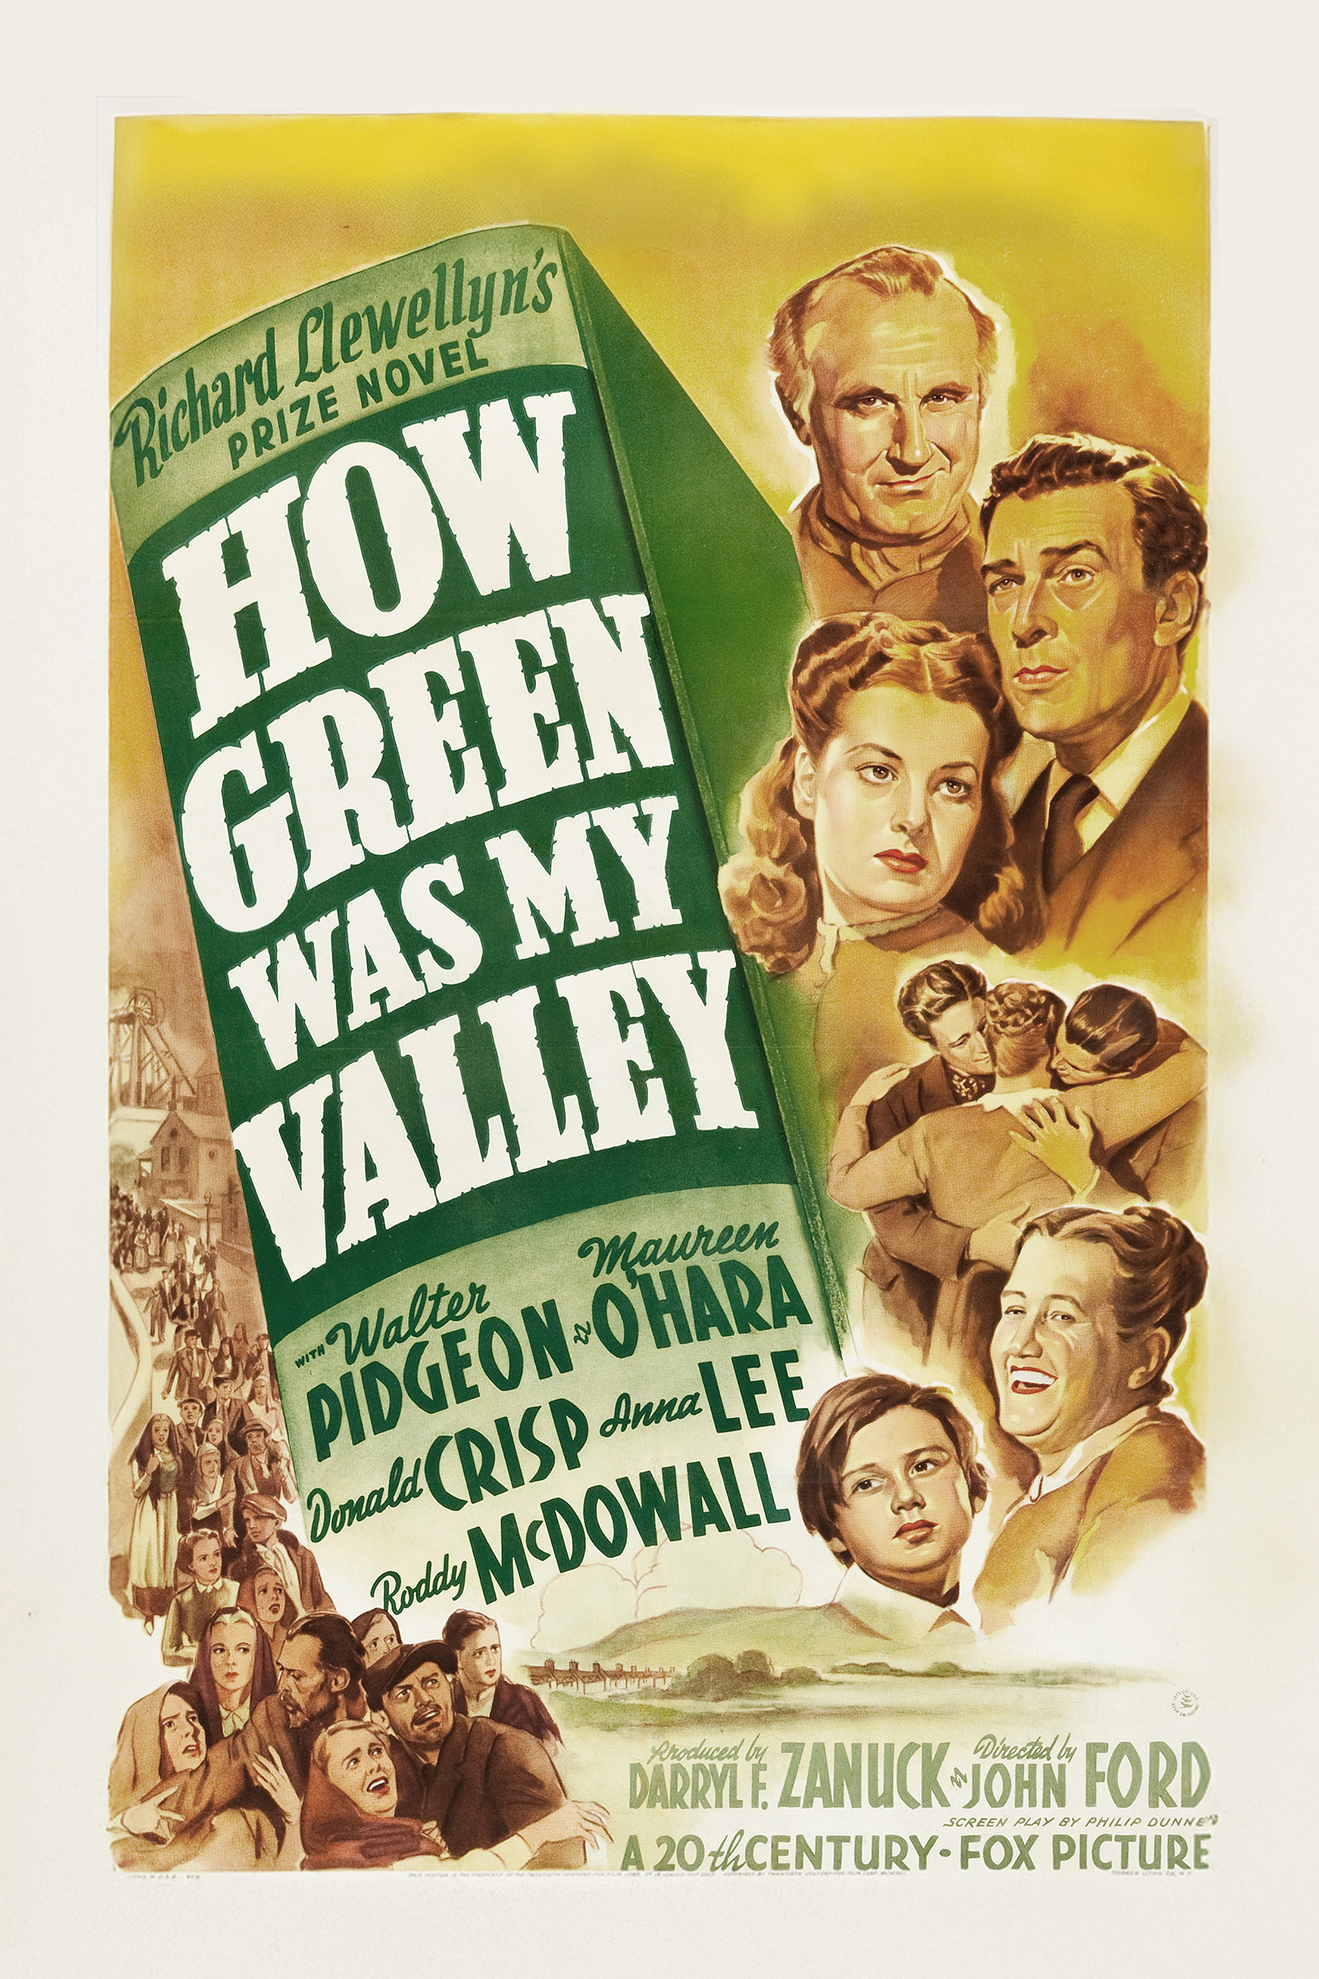 Richard Llewellyn's
PRIZE NOVEL
HOW
GREEN
WAS MY
VALLEY
WITH Walter PIDGEON Maureen O'HARA
Donald CRISP Anna LEE
Roddy McDOWALL
Produced by DARRYL F. ZANUCK Directed by JOHN FORD
SCREEN PLAY BY PHILIP DUNNE
A 20th CENTURY-FOX PICTURE